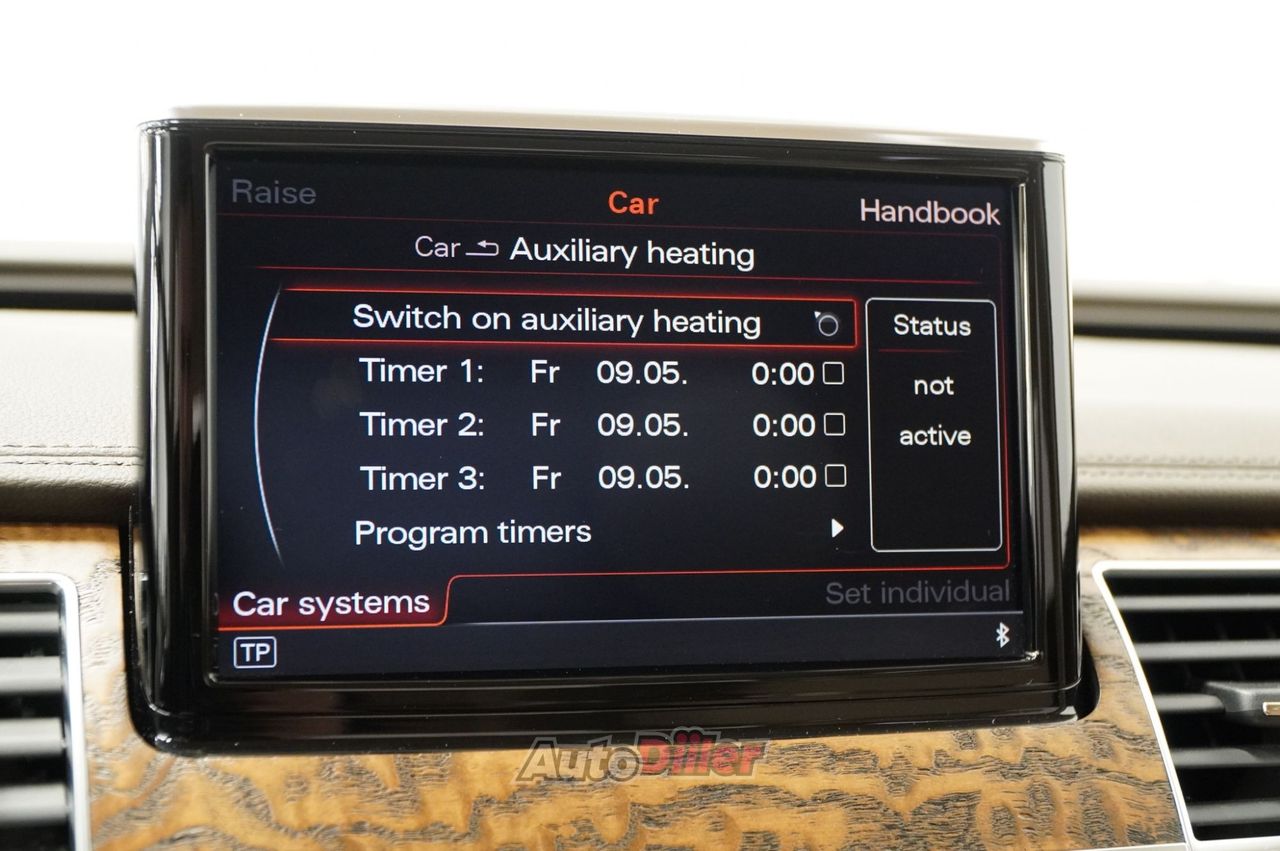 Raise Car Handbook
Car Auxiliary heating
Switch on auxiliary heating
Timer 1: Fr 09.05. 0:00
Timer 2: Fr 09.05. 0:00
Timer 3: Fr 09.05. 0:00
Program timers
Status
not
active
Set individual
Car systems
TP
AutoDiller